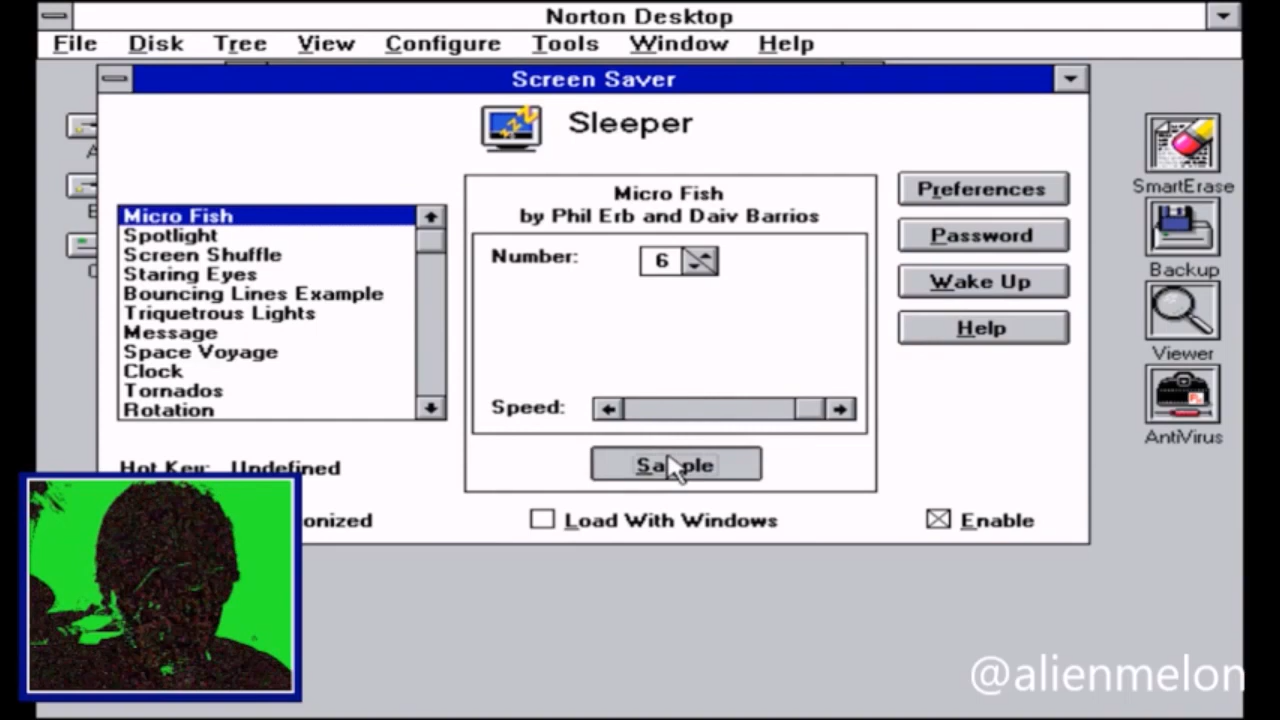 Norton Desktop
File Disk Tree View Configure Tools Window Help
Screen Saver
Sleeper
Micro Fish
Spotlight
Screen Shuffle
Staring Eyes
Bouncing Lines Example
Triquetrous Lights
Message
Space Voyage
Clock
Tornados
Rotation
Micro Fish
by Phil Erb and Daiv Barrios
Number: 6
Speed:
Sample
Preferences
Password
Wake Up
Help
Hot Key: Undefined
onized
Load With Windows
Enable
SmartErase
Backup
Viewer
AntiVirus
@alienmelon